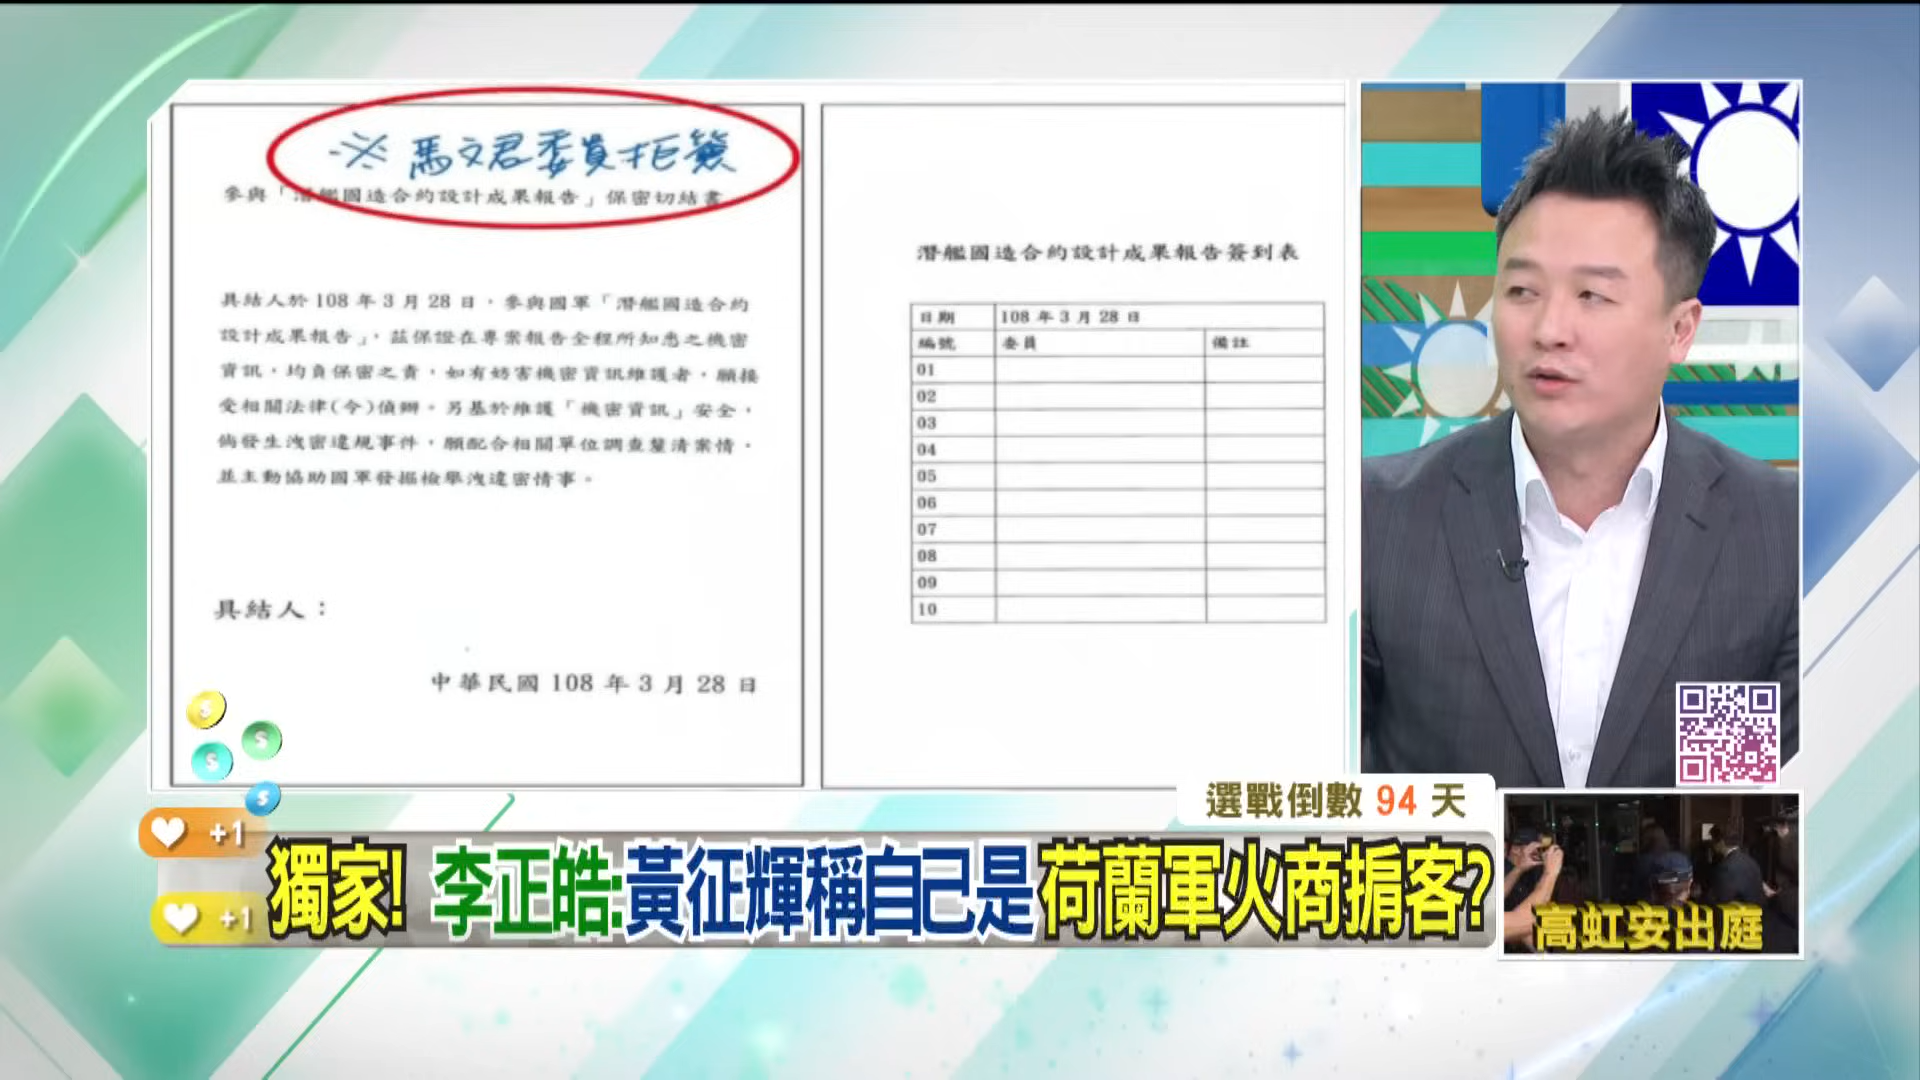 ※ 馬文君委員拒簽
參與「潛艦國造合約設計成果報告」保密切結書
具結人於108年3月28日，參與國軍「潛艦國造合約
設計成果報告」，茲保證在專案報告全程所知悉之機密
資訊，均負保密之責，如有妨害機密資訊維護者，願接
受相關法律(令)偵辦。另基於維護「機密資訊」安全，
倘發生洩密違規事件，願配合相關單位調查釐清案情，
並主動協助國軍發掘檢舉洩違密情事。
具結人：
中華民國108年3月28日
潛艦國造合約設計成果報告簽到表
日期 108年3月28日
編號 委員 備註
01
02
03
04
05
06
07
08
09
10
選戰倒數 94 天
+1
+1
獨家! 李正皓:黃征輝稱自己是荷蘭軍火商掮客?
高虹安出庭